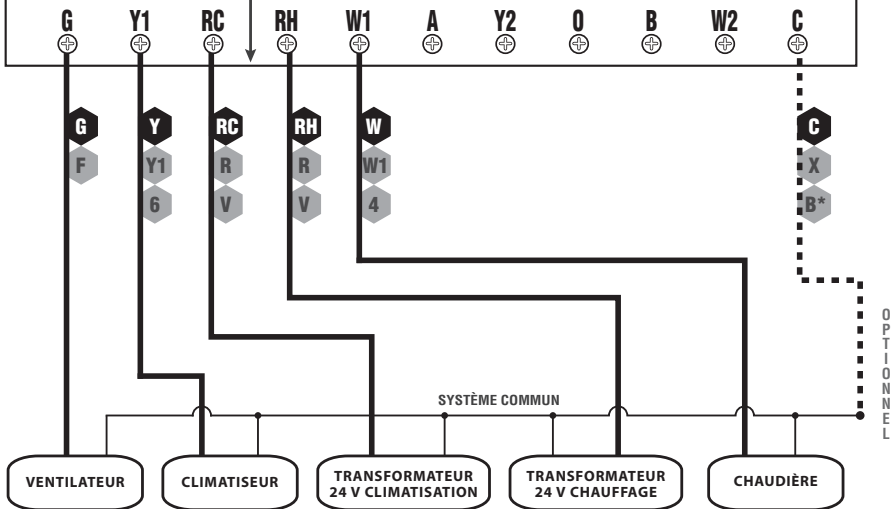 G Y1 RC RH W1 A Y2 O B W2 C
G Y RC RH W C
F Y1 R R W1 X
6 V V 4 B*
OPTIONNEL
SYSTÈME COMMUN
VENTILATEUR
CLIMATISEUR
TRANSFORMATEUR
24 V CLIMATISATION
TRANSFORMATEUR
24 V CHAUFFAGE
CHAUDIÈRE